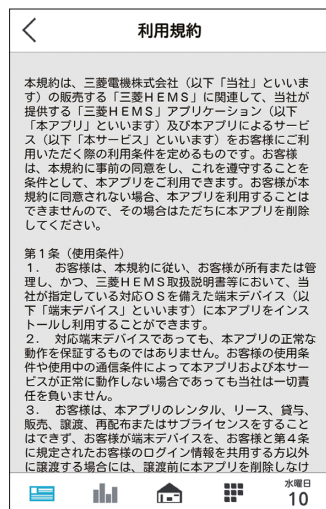 利用規約
本規約は、三菱電機株式会社（以下「当社」といいま
す）の販売する「三菱ＨＥＭＳ」に関連して、当社が
提供する「三菱ＨＥＭＳ」アプリケーション（以下
「本アプリ」といいます）及び本アプリによるサービ
ス（以下「本サービス」といいます）をお客様にご利
用いただく際の利用条件を定めるものです。お客様
は、本規約に事前の同意をし、これを遵守することを
条件として、本アプリをご利用できます。お客様が本
規約に同意されない場合、本アプリを利用することは
できませんので、その場合はただちに本アプリを削除
してください。
第１条（使用条件）
１．　お客様は、本規約に従い、お客様が所有または管
理し、かつ、三菱ＨＥＭＳ取扱説明書等において、当
社が指定している対応ＯＳを備えた端末デバイス（以
下「端末デバイス」といいます）に本アプリをインス
トールし利用することができます。
２．　対応端末デバイスであっても、本アプリの正常な
動作を保証するものではありません。お客様の使用条
件や使用中の通信条件によって本アプリおよび本サー
ビスが正常に動作しない場合であっても当社は一切責
任を負いません。
３．　お客様は、本アプリのレンタル、リース、貸与、
販売、譲渡、再配布またはサブライセンスをすること
はできず、お客様が端末デバイスを、お客様と第４条
に規定されたお客様のログイン情報を共用する方以外
に譲渡する場合には、譲渡前に本アプリを削除しなけ
水曜日
10